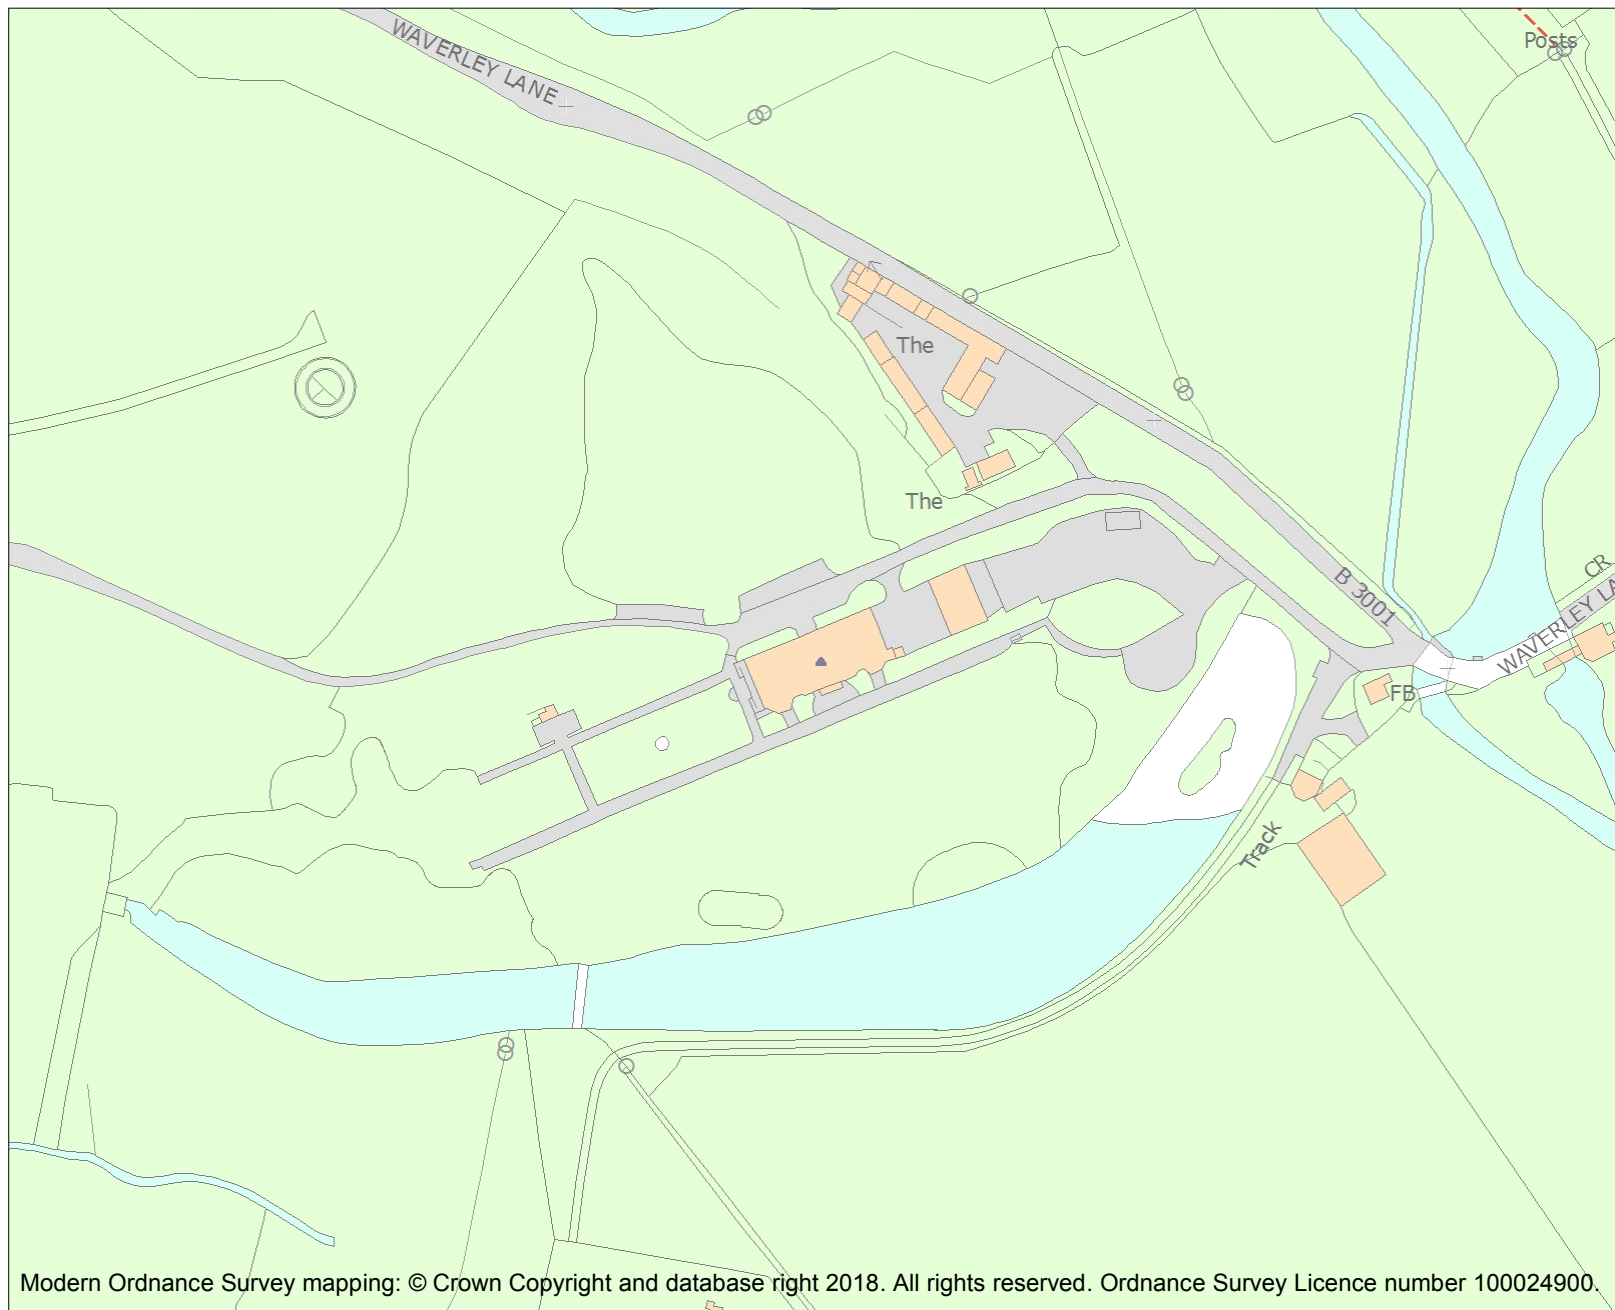 WAVERLEY LANE
Posts
The
The
B 3001
CR
WAVERLEY LA
FB
Track
Modern Ordnance Survey mapping: © Crown Copyright and database right 2018. All rights reserved. Ordnance Survey Licence number 100024900.